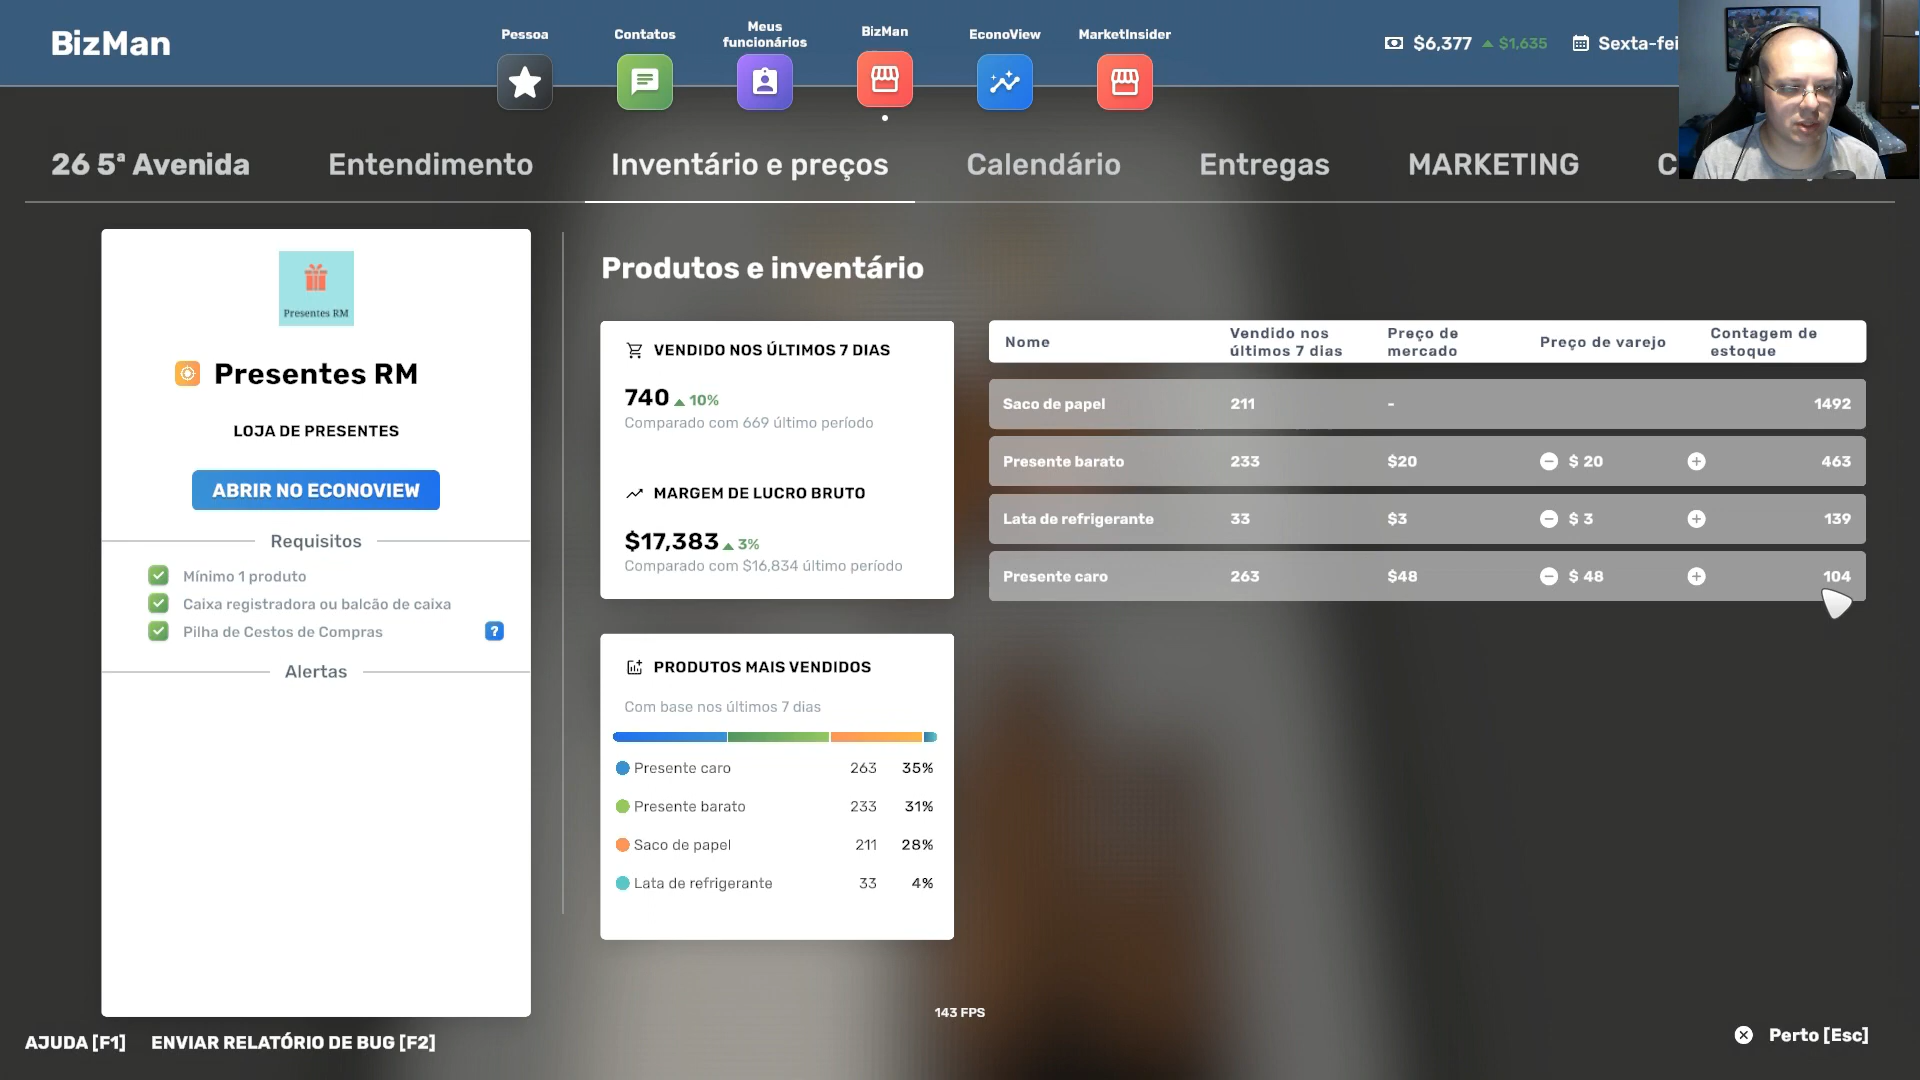 BizMan
Pessoa
Contatos
Meus
funcionários
BizMan
EconoView
MarketInsider
$6,377
$1,635
Sexta-fei
26 5ª Avenida
Entendimento
Inventário e preços
Calendário
Entregas
MARKETING
Presentes RM
Presentes RM
LOJA DE PRESENTES
ABRIR NO ECONOVIEW
Requisitos
Mínimo 1 produto
Caixa registradora ou balcão de caixa
Pilha de Cestos de Compras
?
Alertas
Produtos e inventário
VENDIDO NOS ÚLTIMOS 7 DIAS
740 10%
Comparado com 669 último período
MARGEM DE LUCRO BRUTO
$17,383 3%
Comparado com $16,834 último período
PRODUTOS MAIS VENDIDOS
Com base nos últimos 7 dias
Presente caro 263 35%
Presente barato 233 31%
Saco de papel 211 28%
Lata de refrigerante 33 4%
Nome
Vendido nos
últimos 7 dias
Preço de
mercado
Preço de varejo
Contagem de
estoque
Saco de papel 211 - 1492
Presente barato 233 $20 $ 20 463
Lata de refrigerante 33 $3 $ 3 139
Presente caro 263 $48 $ 48 104
143 FPS
AJUDA [F1]
ENVIAR RELATÓRIO DE BUG [F2]
Perto [Esc]